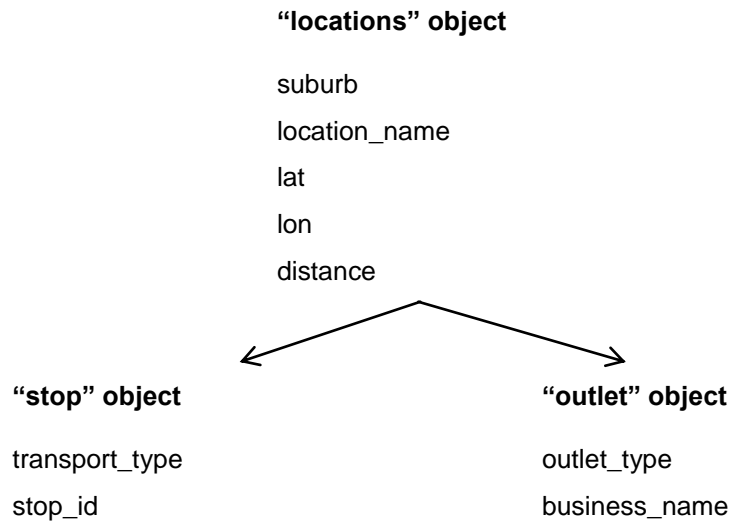 “locations” object
suburb
location_name
lat
lon
distance
“stop” object
transport_type
stop_id
“outlet” object
outlet_type
business_name